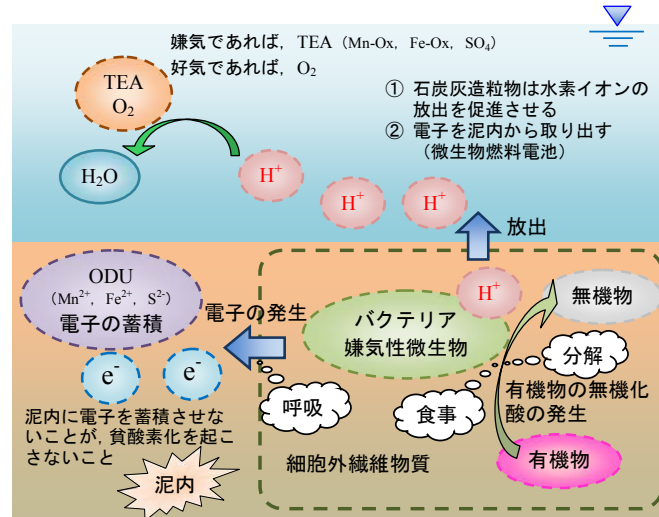 嫌気であれば，TEA（Mn-Ox，Fe-Ox，SO₄）
好気であれば，O₂
TEA
O₂
① 石炭灰造粒物は水素イオンの
放出を促進させる
② 電子を泥内から取り出す
（微生物燃料電池）
H₂O
H⁺
H⁺
H⁺
放出
ODU
（Mn²⁺，Fe²⁺，S²⁻）
電子の蓄積
電子の発生
H⁺
バクテリア
嫌気性微生物
無機物
e⁻
e⁻
呼吸
食事
分解
有機物の無機化
酸の発生
泥内に電子を蓄積させな
いことが，貧酸素化を起こ
さないこと
泥内
細胞外繊維物質
有機物